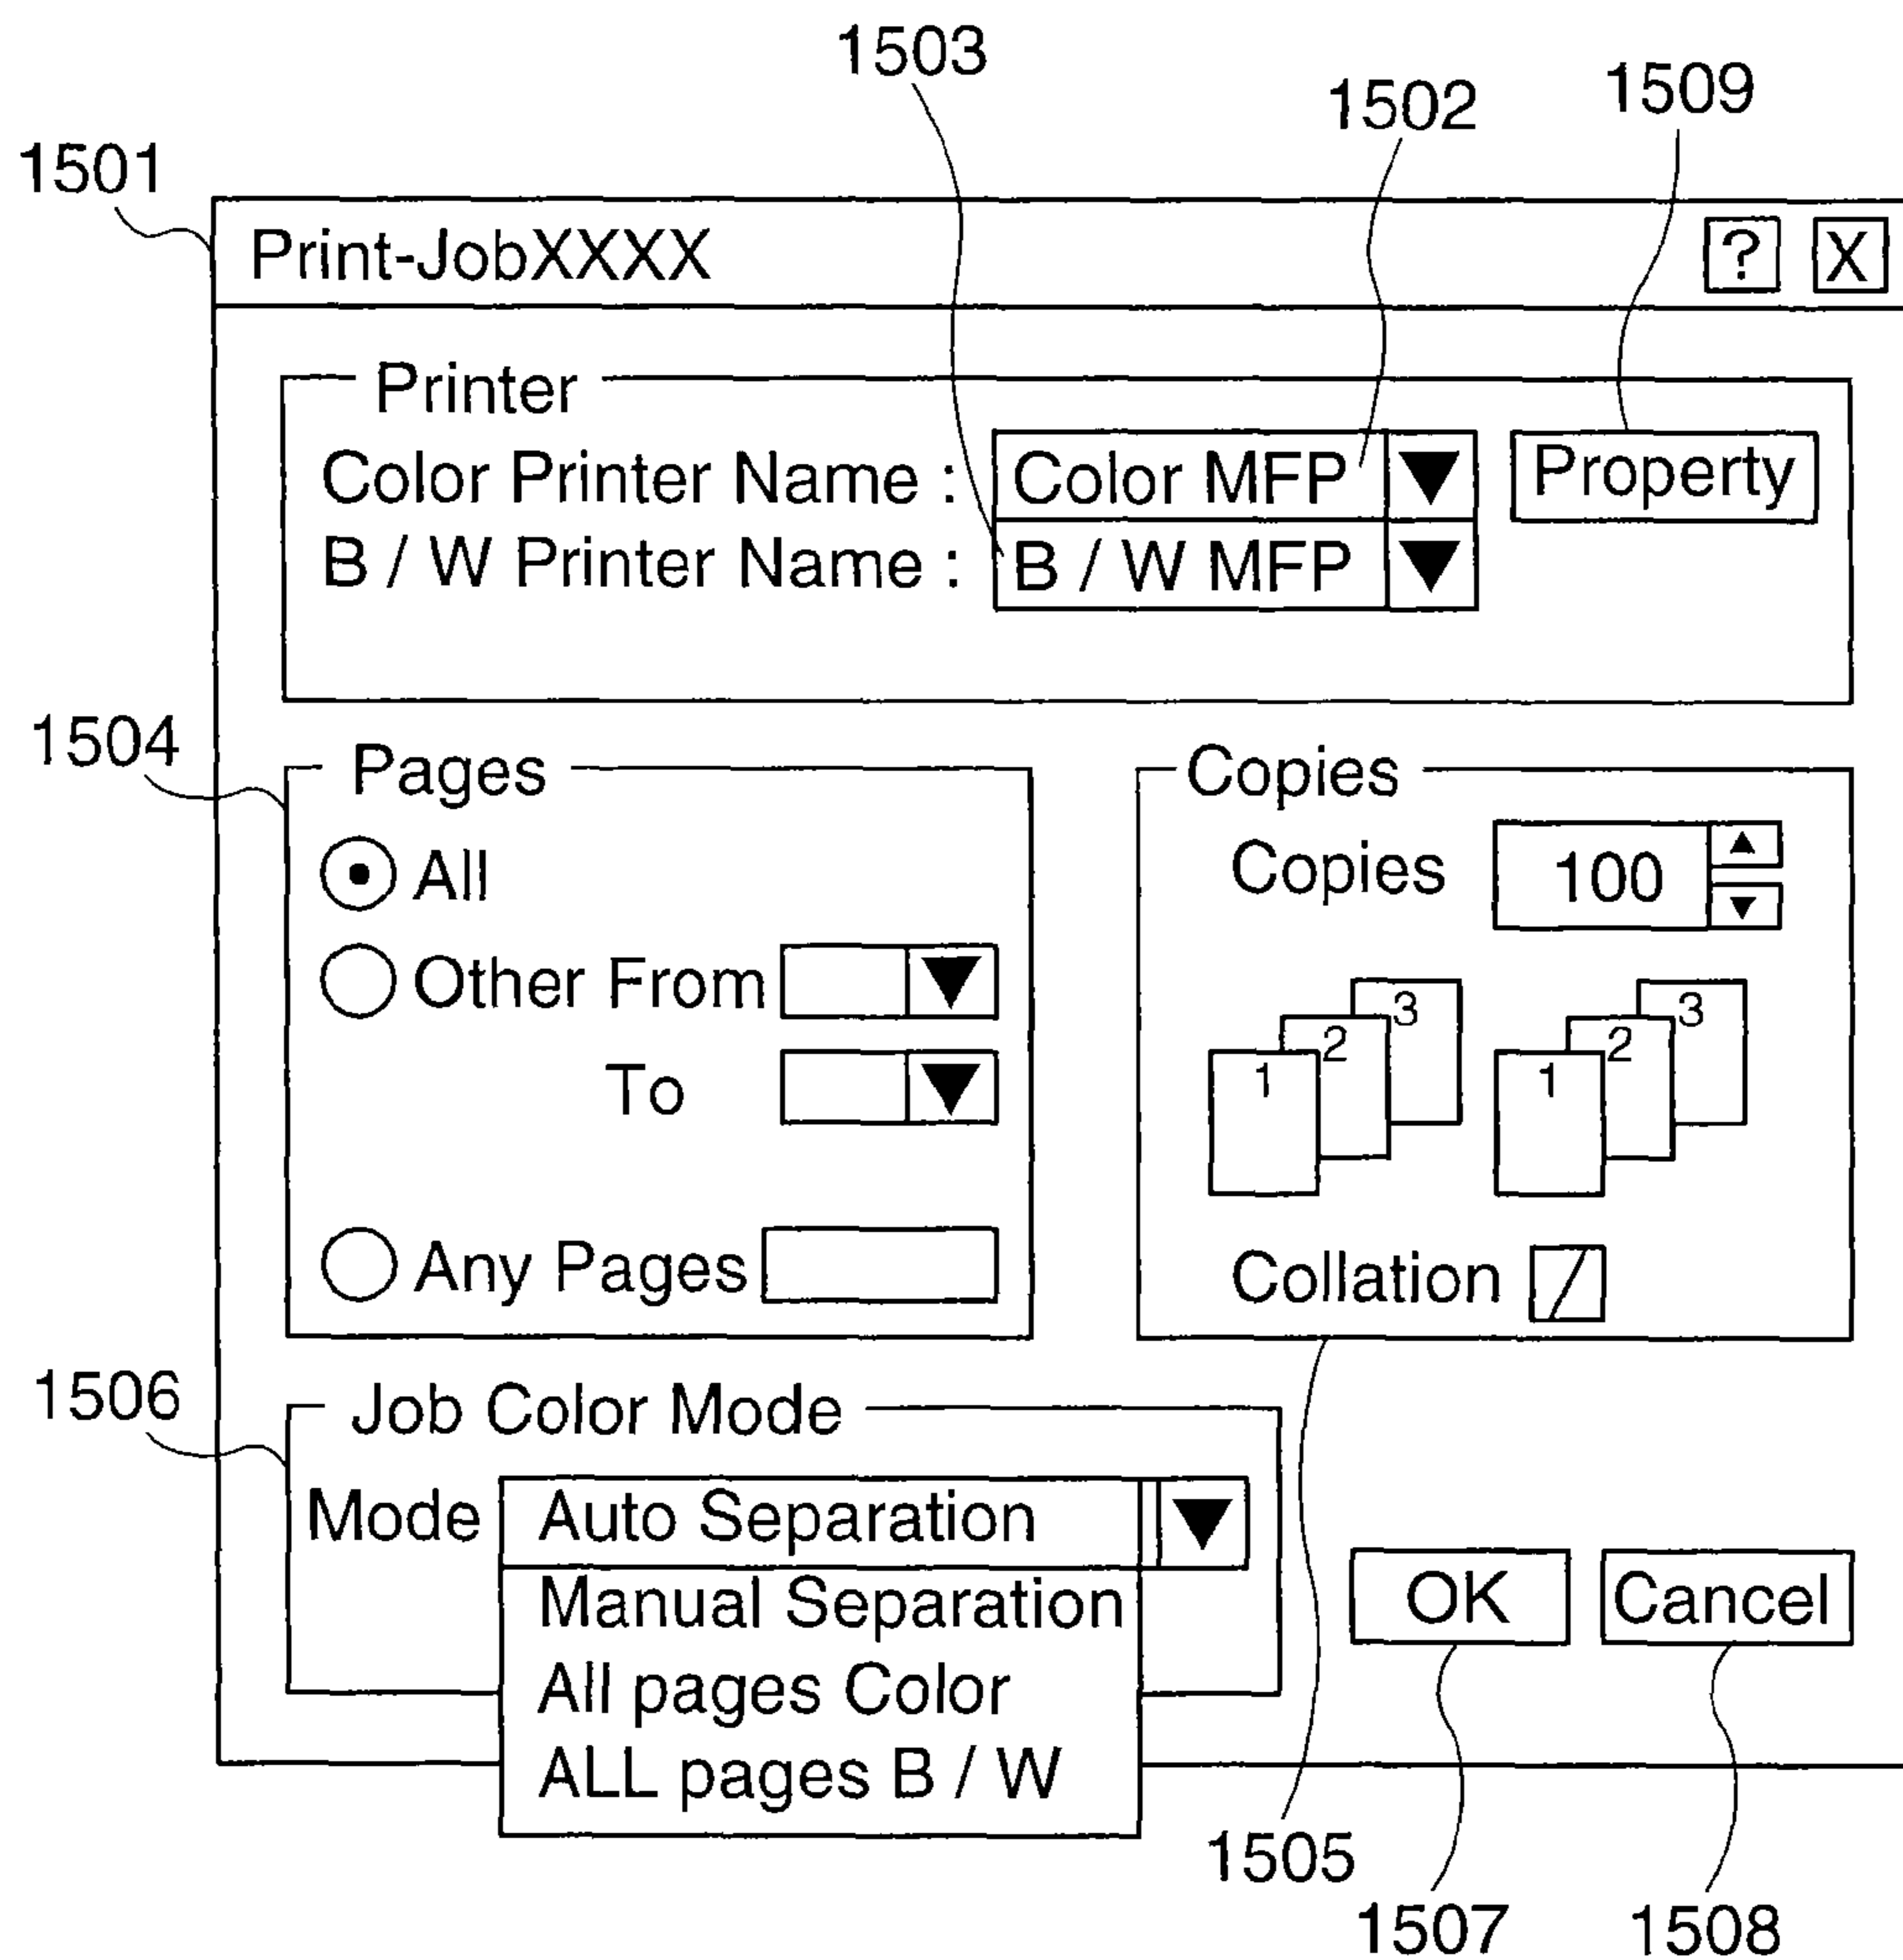 1503
1502
1509
1501
Print-JobXXXX ? X
Printer
Color Printer Name : Color MFP Property
B / W Printer Name : B / W MFP
1504
Pages
All
Other From
To
Any Pages
Copies
Copies 100
1 2 3 1 2 3
Collation
1506
Job Color Mode
Mode Auto Separation
Manual Separation
All pages Color
ALL pages B / W
OK Cancel
1505
1507
1508